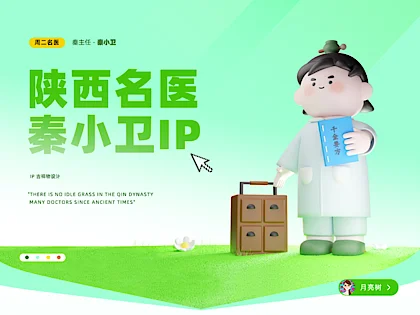 周二名医 秦主任 · 秦小卫
陕西名医
秦小卫IP
IP 吉祥物设计
"THERE IS NO IDLE GRASS IN THE QIN DYNASTY
MANY DOCTORS SINCE ANCIENT TIMES"
千金要方
月亮树